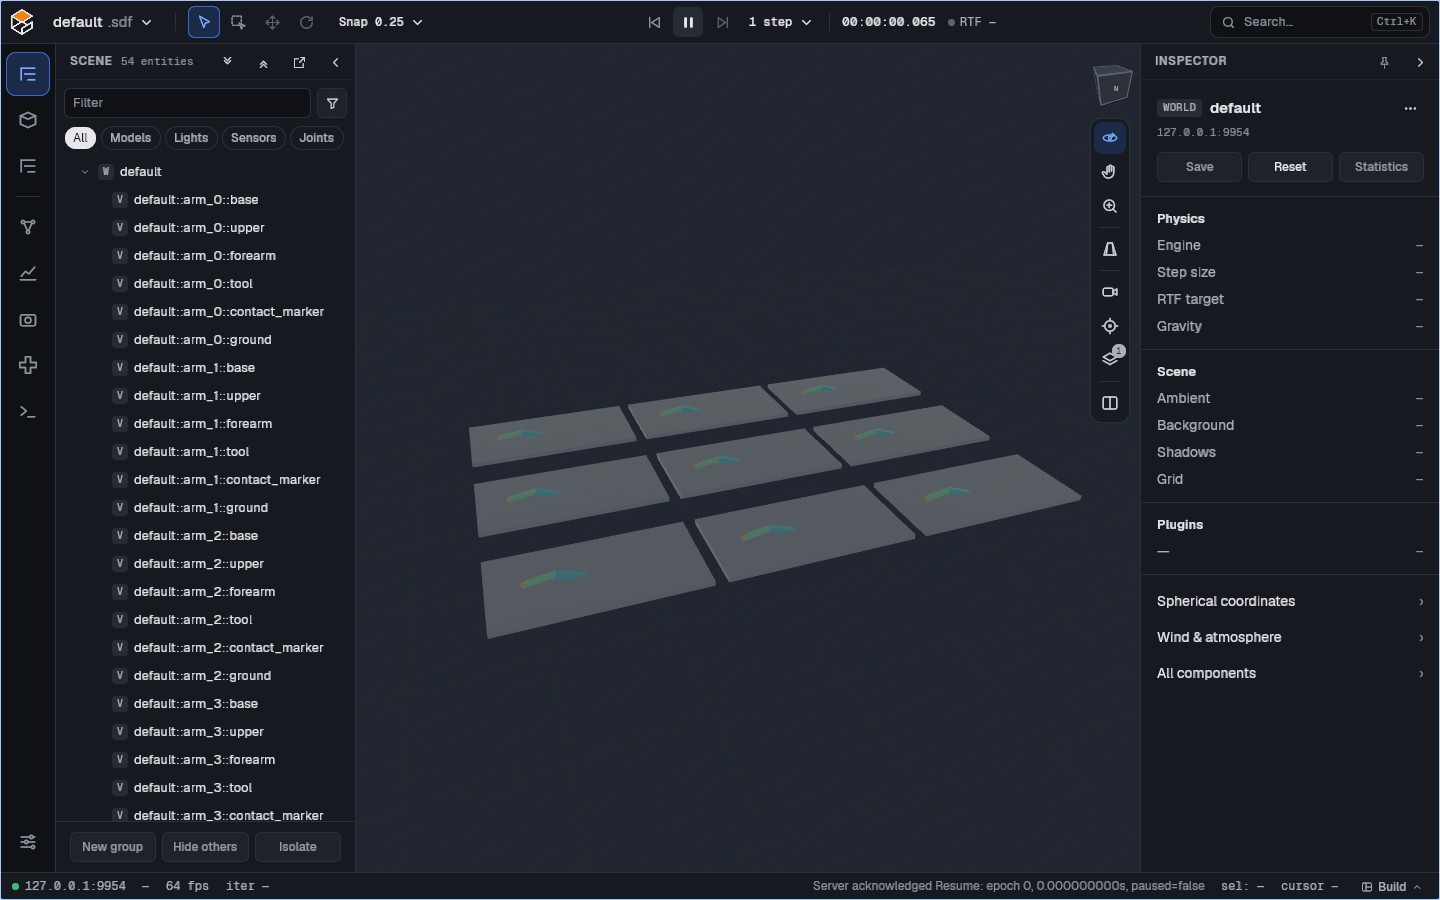 default .sdf
Snap 0.25
1 step
00:00:00.065
RTF –
Search...
Ctrl+K
SCENE 54 entities
Filter
All
Models
Lights
Sensors
Joints
W default
V default::arm_0::base
V default::arm_0::upper
V default::arm_0::forearm
V default::arm_0::tool
V default::arm_0::contact_marker
V default::arm_0::ground
V default::arm_1::base
V default::arm_1::upper
V default::arm_1::forearm
V default::arm_1::tool
V default::arm_1::contact_marker
V default::arm_1::ground
V default::arm_2::base
V default::arm_2::upper
V default::arm_2::forearm
V default::arm_2::tool
V default::arm_2::contact_marker
V default::arm_2::ground
V default::arm_3::base
V default::arm_3::upper
V default::arm_3::forearm
V default::arm_3::tool
V default::arm_3::contact_marker
New group
Hide others
Isolate
N
1
INSPECTOR
WORLD default
127.0.0.1:9954
Save
Reset
Statistics
Physics
Engine –
Step size –
RTF target –
Gravity –
Scene
Ambient –
Background –
Shadows –
Grid –
Plugins
— –
Spherical coordinates ›
Wind & atmosphere ›
All components ›
127.0.0.1:9954 – 64 fps iter –
Server acknowledged Resume: epoch 0, 0.000000000s, paused=false
sel: –
cursor –
Build